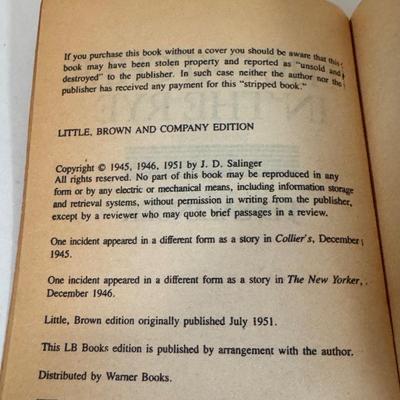 If you purchase this book without a cover you should be aware that this
book may have been stolen property and reported as "unsold and
destroyed" to the publisher. In such case neither the author nor the
publisher has received any payment for this "stripped book."
LITTLE, BROWN AND COMPANY EDITION
Copyright © 1945, 1946, 1951 by J. D. Salinger
All rights reserved. No part of this book may be reproduced in any
form or by any electric or mechanical means, including information storage
and retrieval systems, without permission in writing from the publisher,
except by a reviewer who may quote brief passages in a review.
One incident appeared in a different form as a story in Collier's, December
1945.
One incident appeared in a different form as a story in The New Yorker,
December 1946.
Little, Brown edition originally published July 1951.
This LB Books edition is published by arrangement with the author.
Distributed by Warner Books.